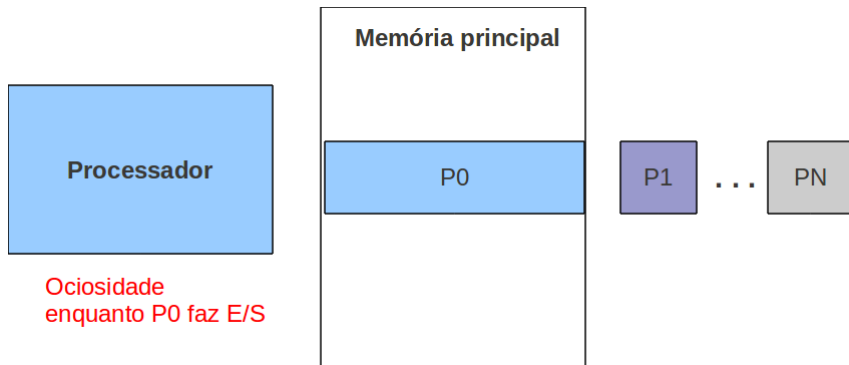 Memória principal
Processador
P0
P1
. . .
PN
Ociosidade
enquanto P0 faz E/S